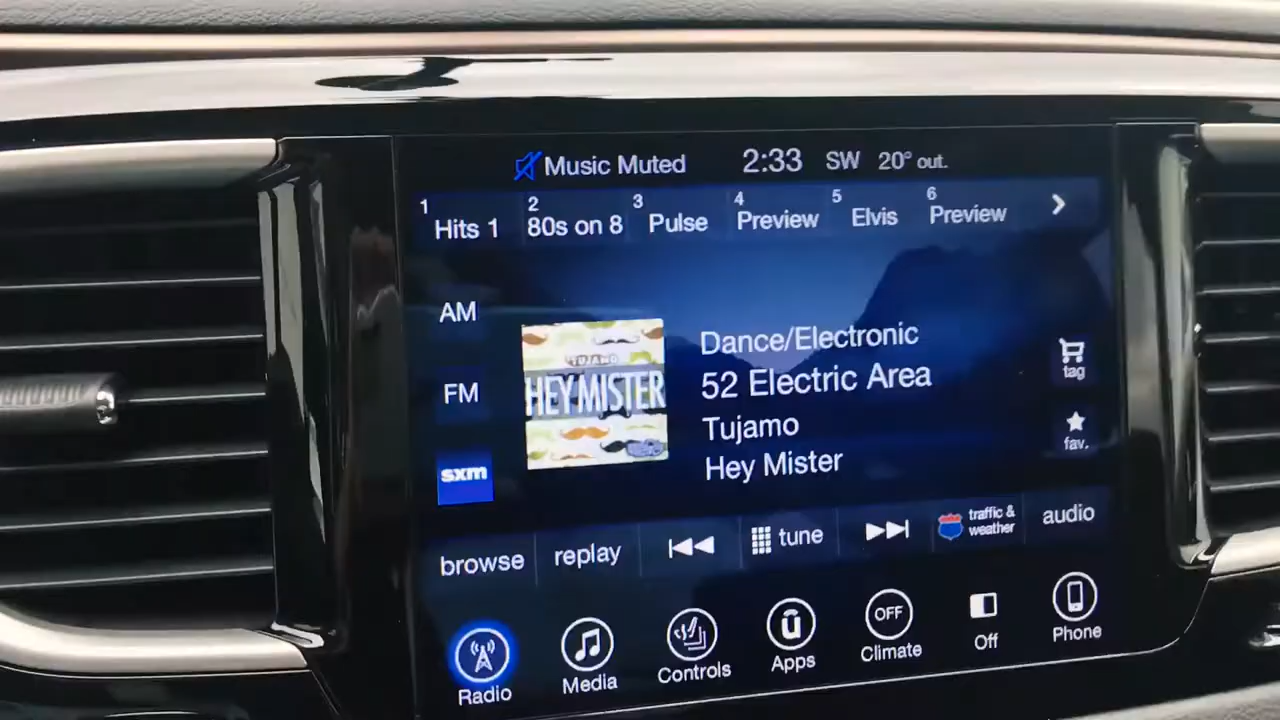 Music Muted 2:33 SW 20° out.
1 Hits 1
2 80s on 8
3 Pulse
4 Preview
5 Elvis
6 Preview
AM
FM
sxm
TUJAMO
HEY MISTER
Dance/Electronic
52 Electric Area
Tujamo
Hey Mister
tag
fav.
browse
replay
tune
traffic &
weather
audio
Radio
Media
Controls
Apps
OFF
Climate
Off
Phone